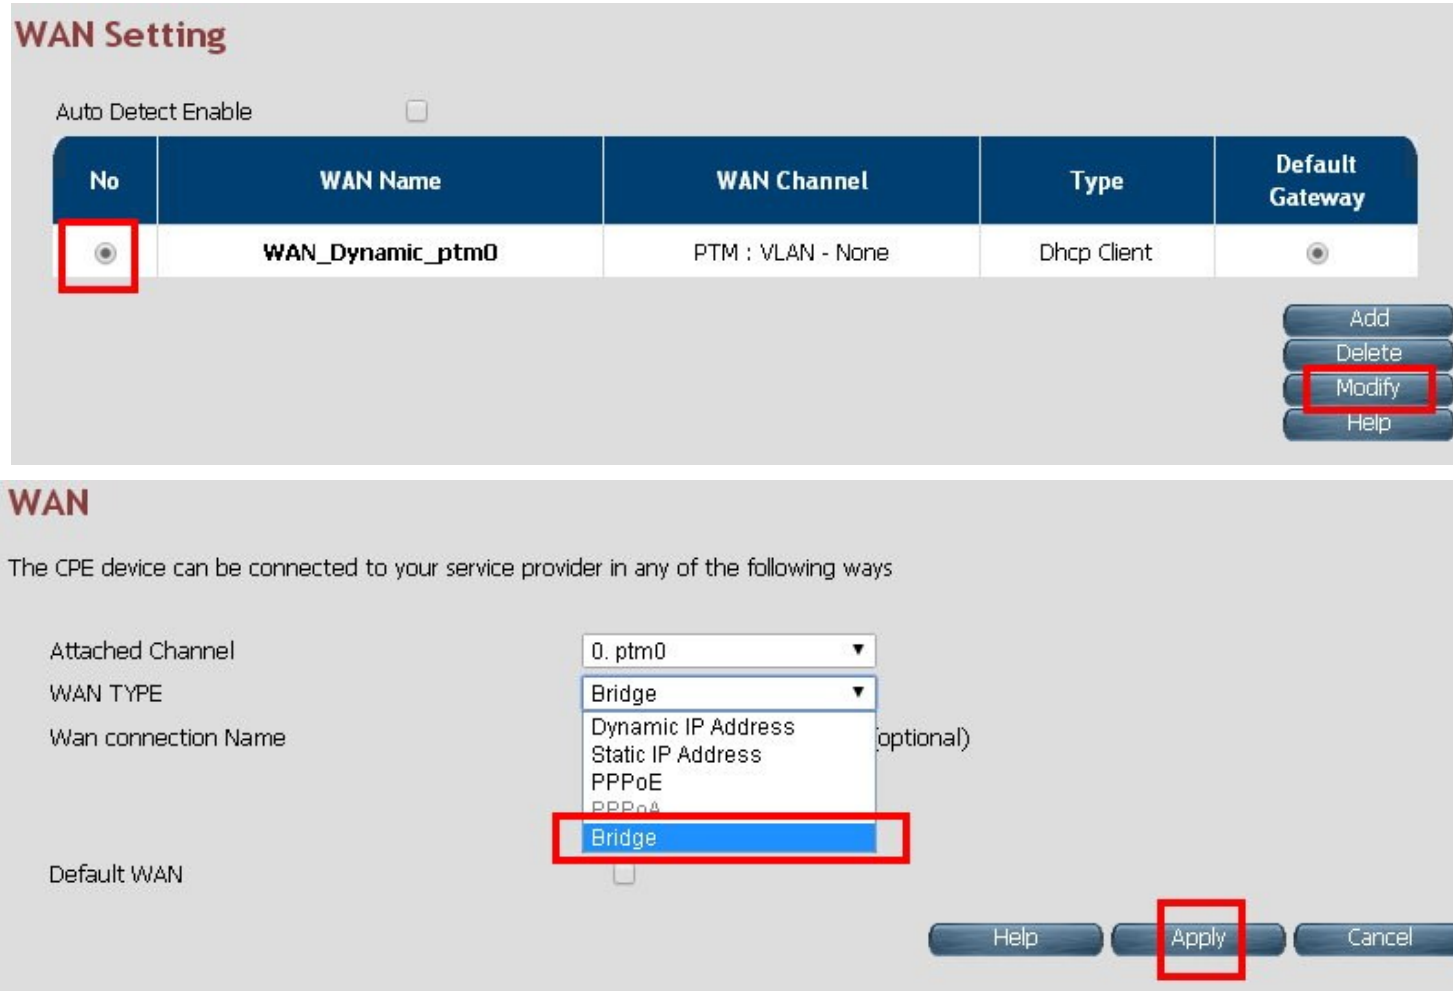 WAN Setting
Auto Detect Enable
No WAN Name WAN Channel Type Default Gateway
WAN_Dynamic_ptm0 PTM : VLAN - None Dhcp Client
Add
Delete
Modify
Help
WAN
The CPE device can be connected to your service provider in any of the following ways
Attached Channel 0. ptm0
WAN TYPE Bridge
Dynamic IP Address
Wan connection Name (optional)
Static IP Address
PPPoE
PPPoA
Bridge
Default WAN
Help Apply Cancel